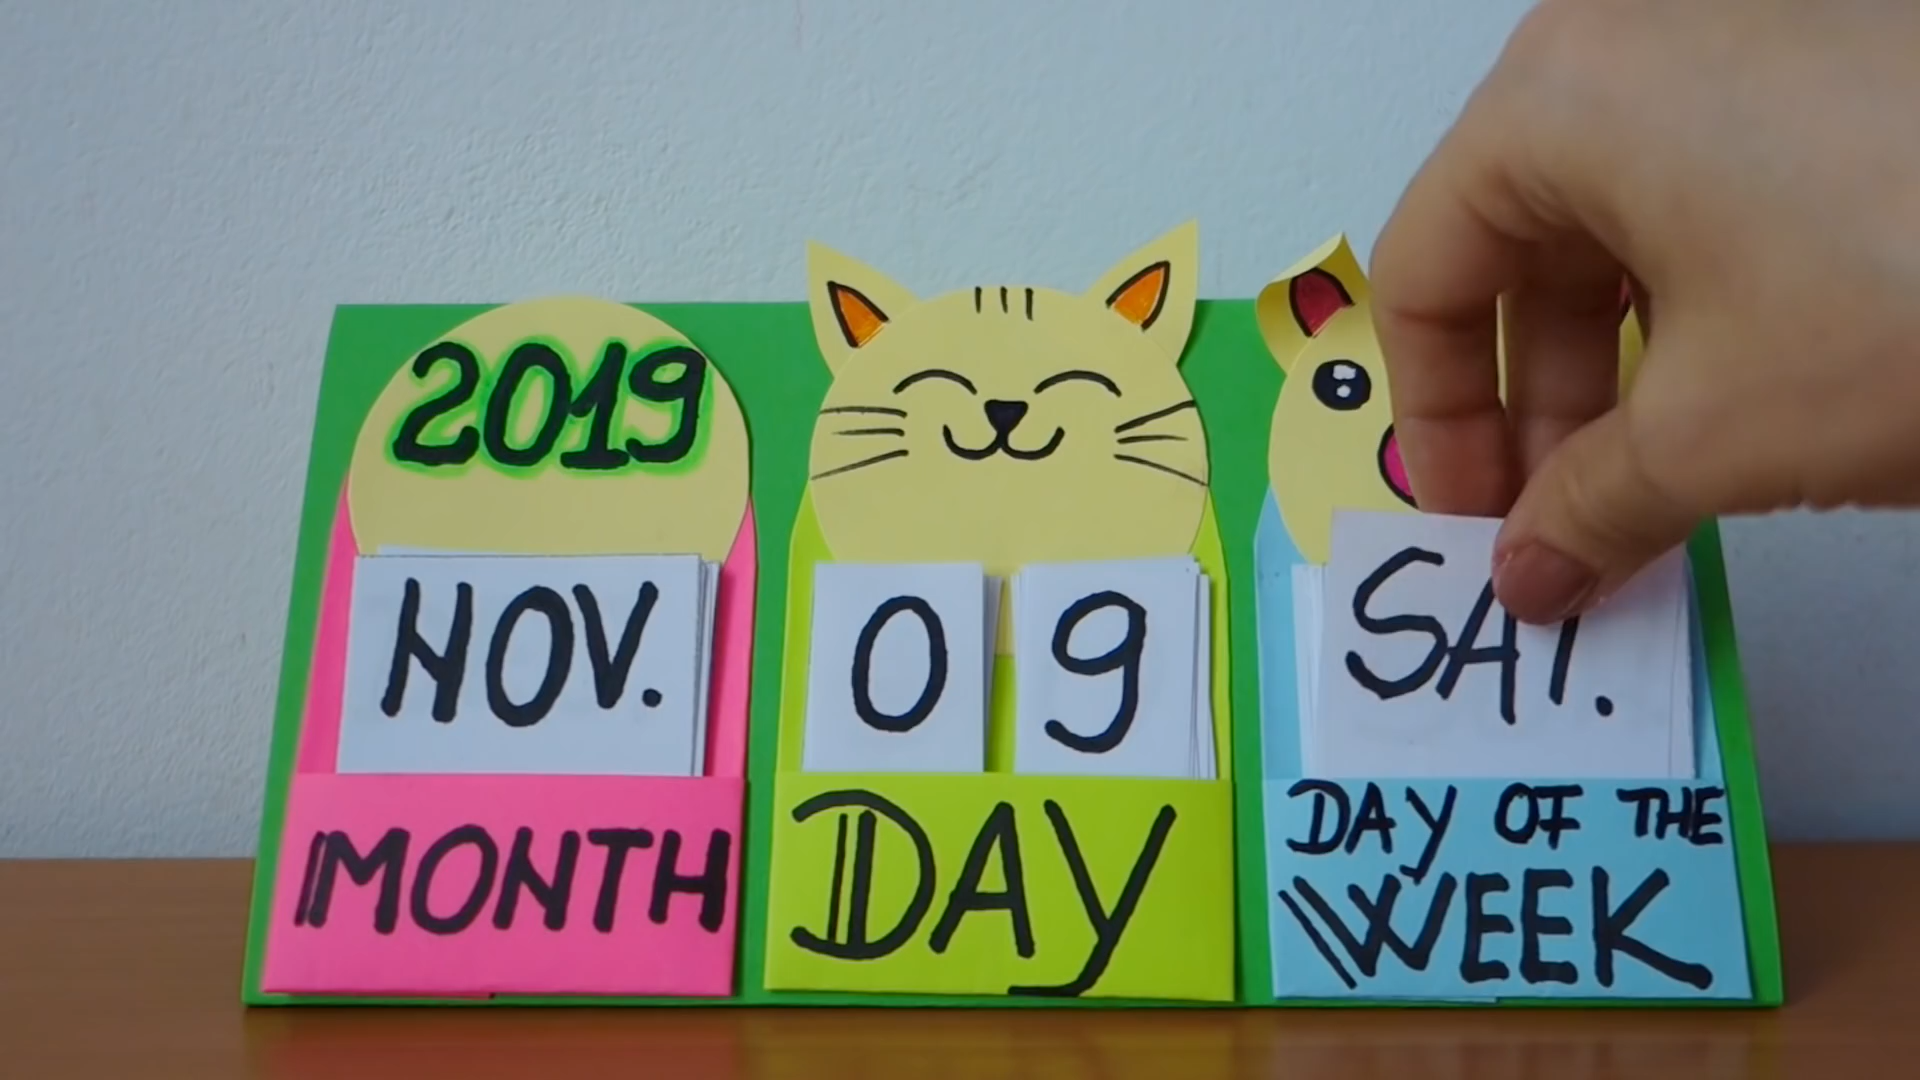 2019
NOV.
MONTH
0 9
DAY
SAT.
DAY OF THE
WEEK